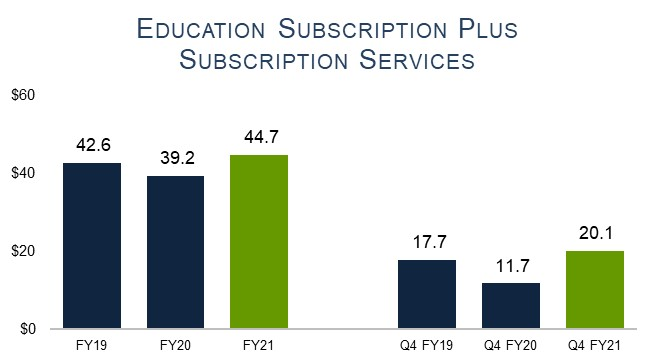 EDUCATION SUBSCRIPTION PLUS
SUBSCRIPTION SERVICES
$60
$40
$20
$0
42.6
39.2
44.7
17.7
11.7
20.1
FY19
FY20
FY21
Q4 FY19
Q4 FY20
Q4 FY21